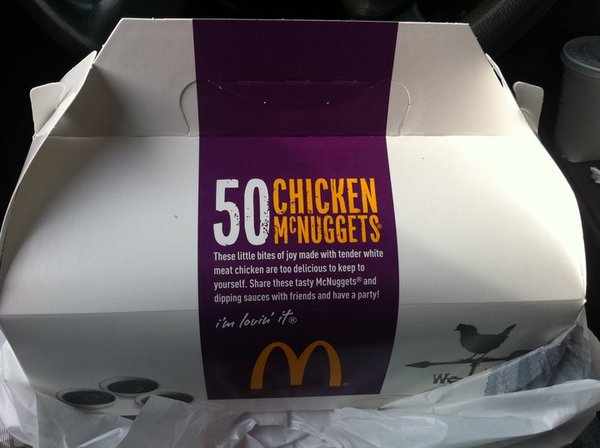 50 CHICKEN
McNUGGETS®
These little bites of joy made with tender white
meat chicken are too delicious to keep to
yourself. Share these tasty McNuggets® and
dipping sauces with friends and have a party!
i'm lovin' it®